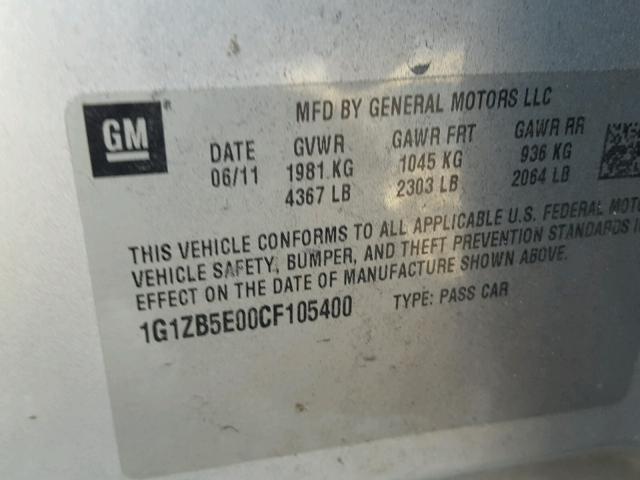 GM®
MFD BY GENERAL MOTORS LLC
DATE GVWR GAWR FRT GAWR RR
06/11 1981 KG 1045 KG 936 KG
4367 LB 2303 LB 2064 LB
THIS VEHICLE CONFORMS TO ALL APPLICABLE U.S. FEDERAL MOTO
VEHICLE SAFETY, BUMPER, AND THEFT PREVENTION STANDARDS I
EFFECT ON THE DATE OF MANUFACTURE SHOWN ABOVE.
1G1ZB5E00CF105400 TYPE: PASS CAR